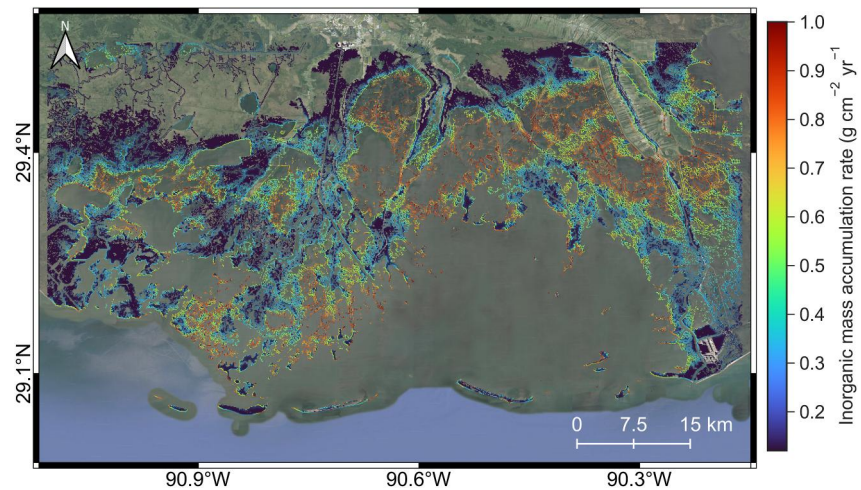 N
29.4°N
29.1°N
90.9°W
90.6°W
90.3°W
0 7.5 15 km
1.0
0.9
0.8
0.7
0.6
0.5
0.4
0.3
0.2
Inorganic mass accumulation rate (g cm⁻² yr⁻¹